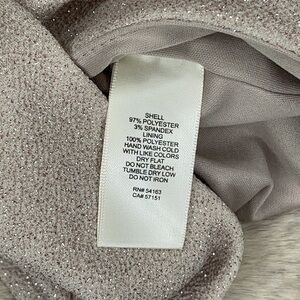 SHELL
97% POLYESTER
3% SPANDEX
LINING
100% POLYESTER
HAND WASH COLD
WITH LIKE COLORS
DRY FLAT
DO NOT BLEACH
TUMBLE DRY LOW
DO NOT IRON
RN# 54163
CA# 57151